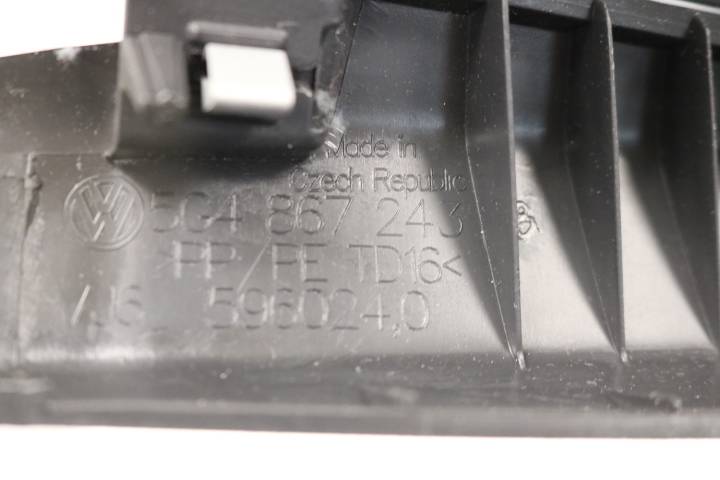 Made in
Czech Republic
5G4 867 243
>PP/PE TD16<
596024,0